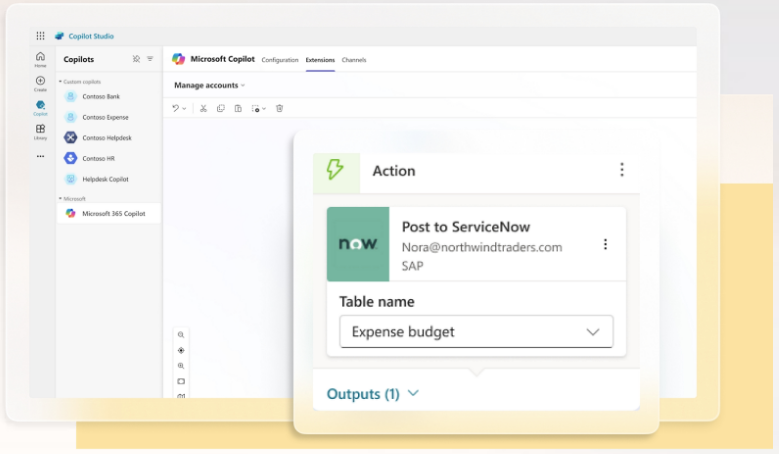 Copilot Studio
Home
Create
Copilot
Library
Copilots
Custom copilots
Contoso Bank
Contoso Expense
Contoso Helpdesk
Contoso HR
Helpdesk Copilot
Microsoft
Microsoft 365 Copilot
Microsoft Copilot Configuration Extensions Channels
Manage accounts
Action
now
Post to ServiceNow
Nora@northwindtraders.com
SAP
Table name
Expense budget
Outputs (1)